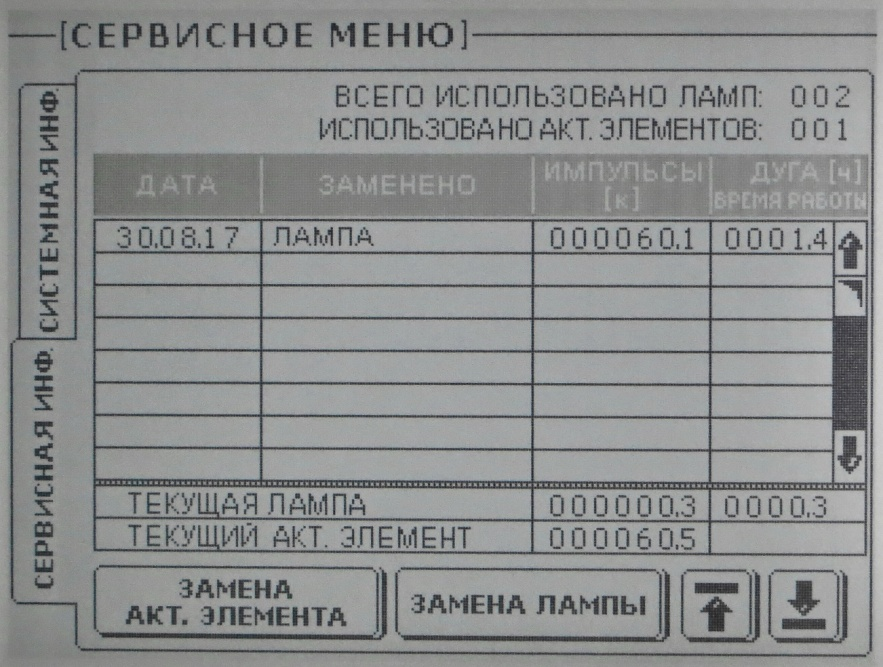 [СЕРВИСНОЕ МЕНЮ]
СИСТЕМНАЯ ИНФ.
СЕРВИСНАЯ ИНФ.
ВСЕГО ИСПОЛЬЗОВАНО ЛАМП: 002
ИСПОЛЬЗОВАНО АКТ. ЭЛЕМЕНТОВ: 001
ДАТА ЗАМЕНЕНО ИМПУЛЬСЫ [к] ДУГА [ч] ВРЕМЯ РАБОТЫ
30.08.17 ЛАМПА 000060.1 0001.4
ТЕКУЩАЯ ЛАМПА 000000.3 0000.3
ТЕКУЩИЙ АКТ. ЭЛЕМЕНТ 000060.5
ЗАМЕНА
АКТ. ЭЛЕМЕНТА
ЗАМЕНА ЛАМПЫ